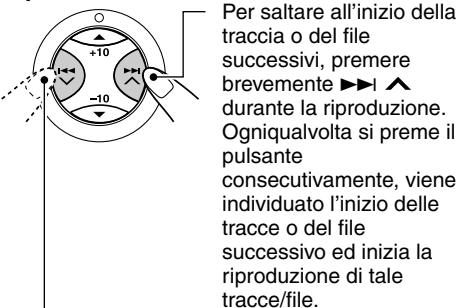 +10
–10
Per saltare all'inizio della
traccia o del file
successivi, premere
brevemente ►►I ∧
durante la riproduzione.
Ogniqualvolta si preme il
pulsante
consecutivamente, viene
individuato l'inizio delle
tracce o del file
successivo ed inizia la
riproduzione di tale
tracce/file.